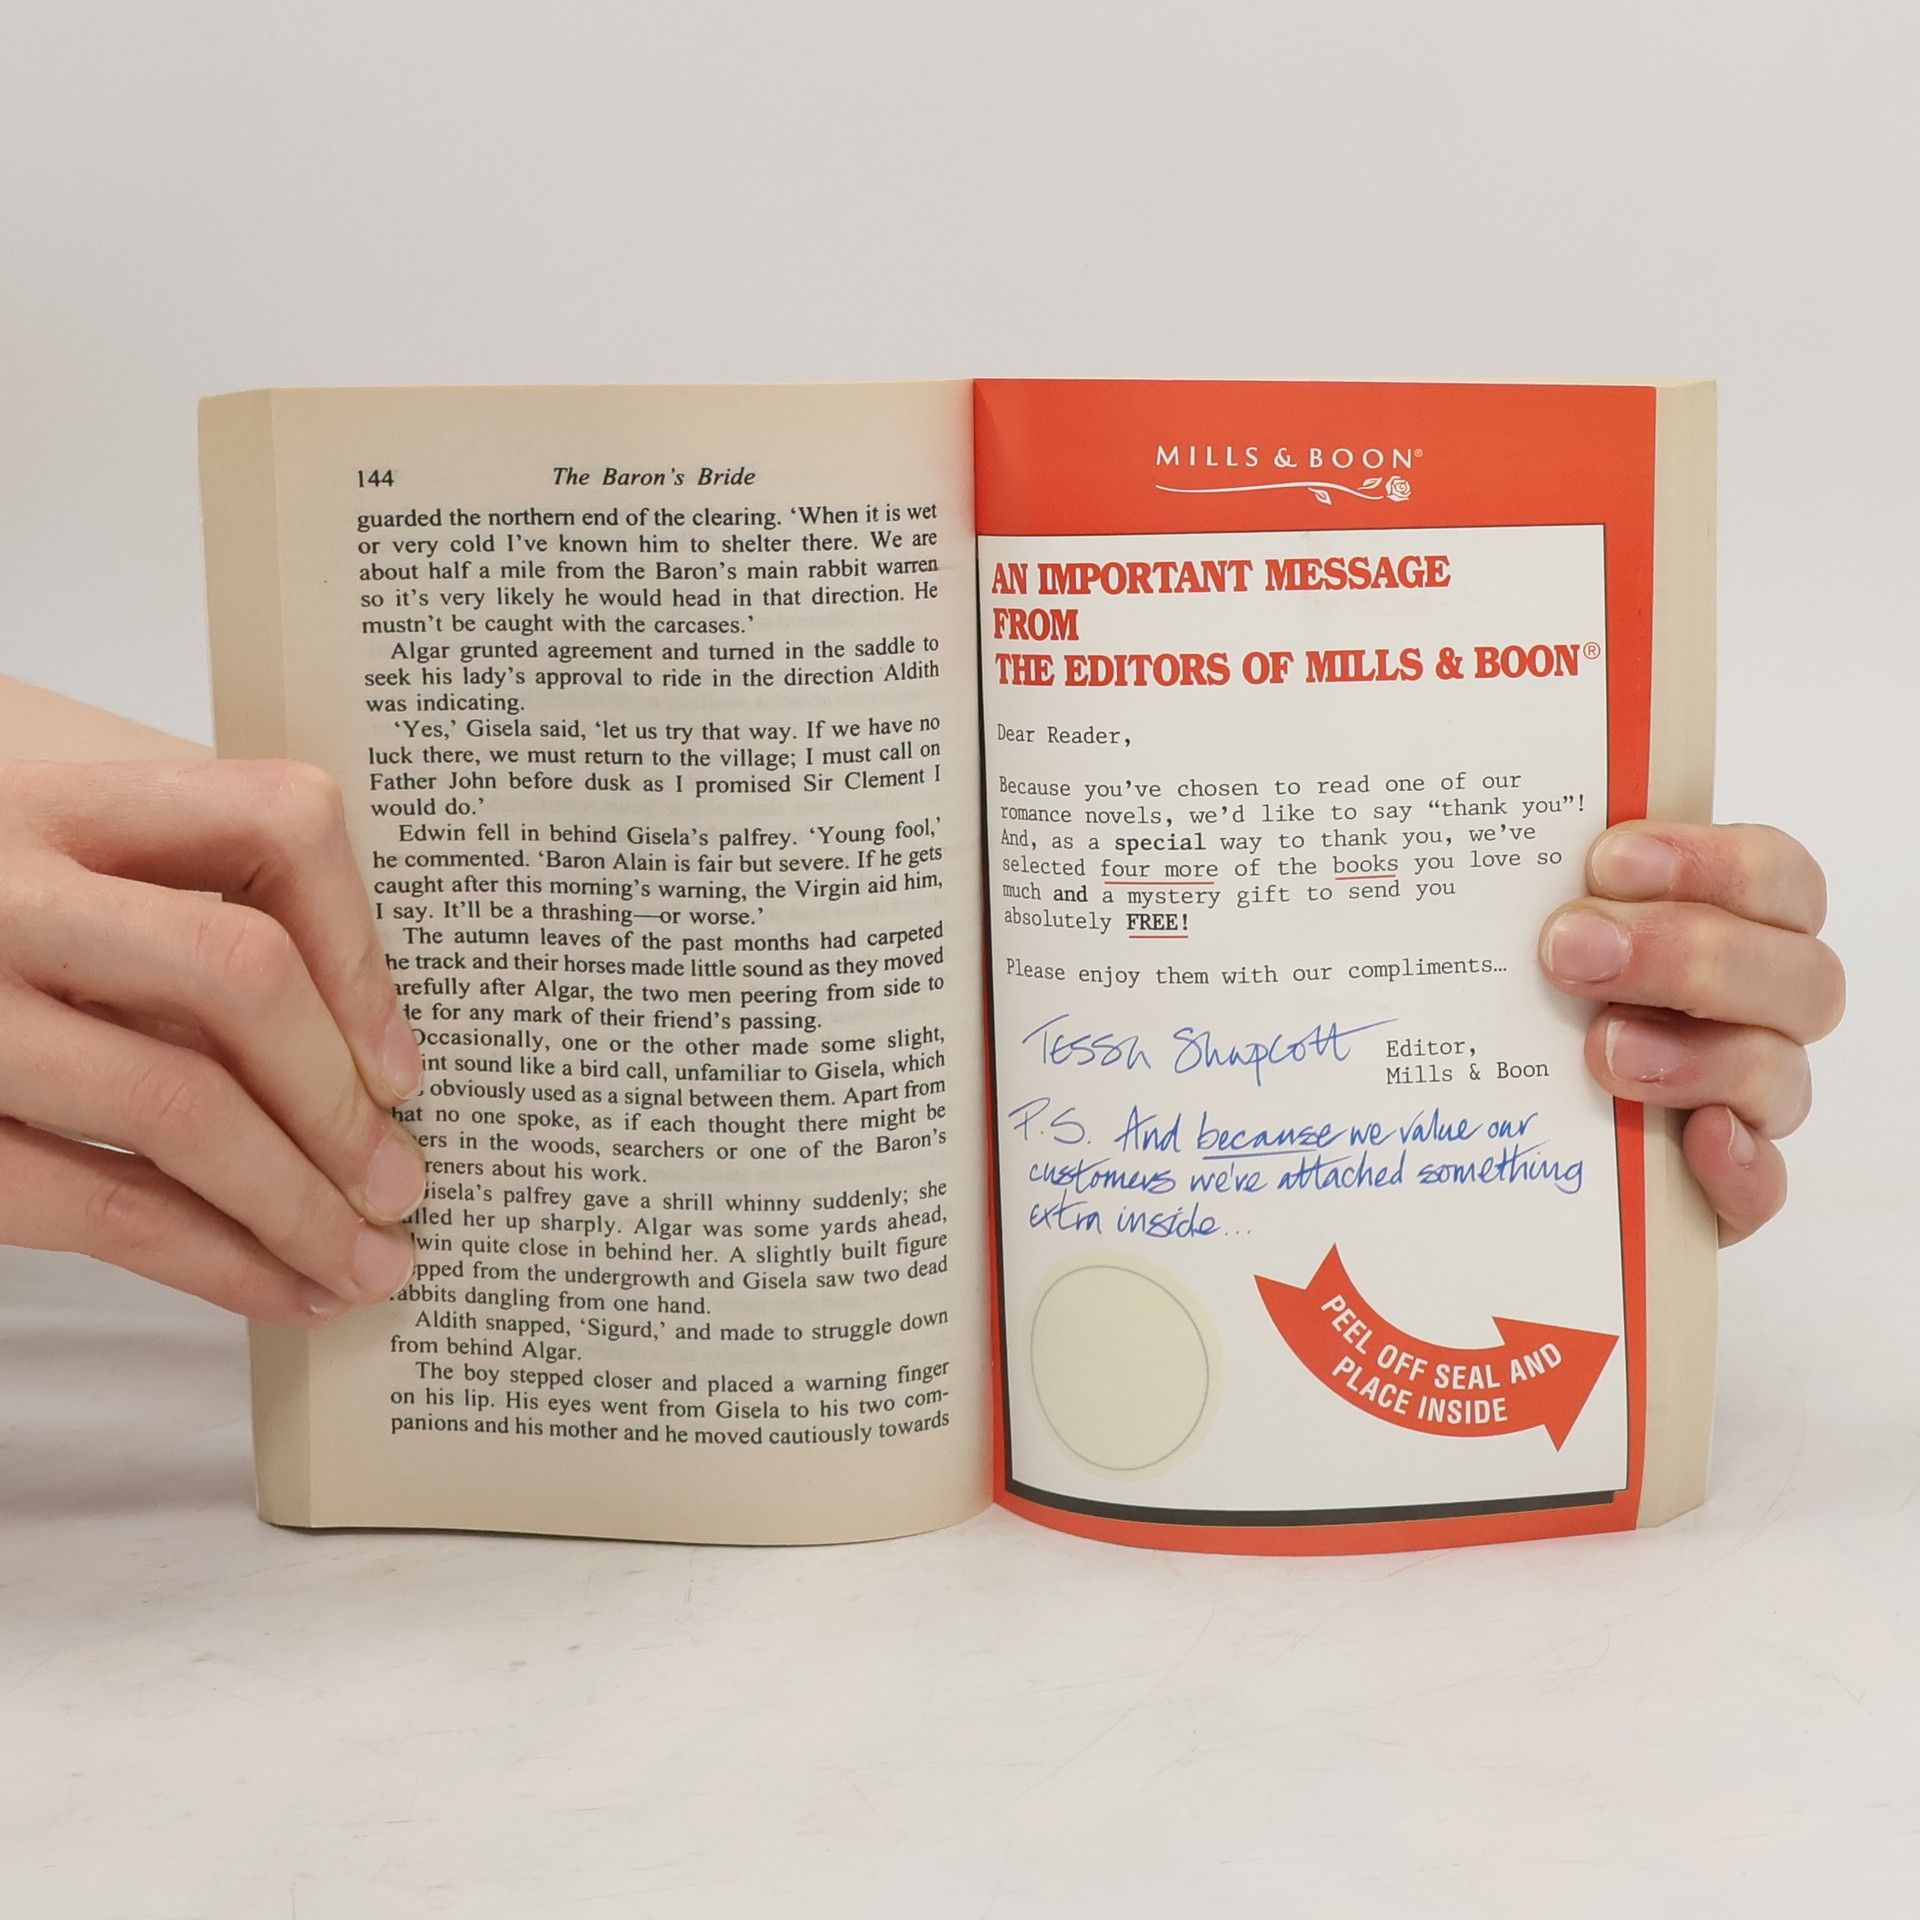 144 The Baron's Bride
guarded the northern end of the clearing. 'When it is wet
or very cold I've known him to shelter there. We are
about half a mile from the Baron's main rabbit warren
so it's very likely he would head in that direction. He
mustn't be caught with the carcases.'
Algar grunted agreement and turned in the saddle to
seek his lady's approval to ride in the direction Aldith
was indicating.
'Yes,' Gisela said, 'let us try that way. If we have no
luck there, we must return to the village; I must call on
Father John before dusk as I promised Sir Clement I
would do.'
Edwin fell in behind Gisela's palfrey. 'Young fool,'
he commented. 'Baron Alain is fair but severe. If he gets
caught after this morning's warning, the Virgin aid him,
I say. It'll be a thrashing—or worse.'
The autumn leaves of the past months had carpeted
he track and their horses made little sound as they moved
arefully after Algar, the two men peering from side to
de for any mark of their friend's passing.
Occasionally, one or the other made some slight,
int sound like a bird call, unfamiliar to Gisela, which
obviously used as a signal between them. Apart from
hat no one spoke, as if each thought there might be
ers in the woods, searchers or one of the Baron's
reners about his work.
isela's palfrey gave a shrill whinny suddenly; she
lled her up sharply. Algar was some yards ahead,
dwin quite close in behind her. A slightly built figure
pped from the undergrowth and Gisela saw two dead
abbits dangling from one hand.
Aldith snapped, 'Sigurd,' and made to struggle down
from behind Algar.
The boy stepped closer and placed a warning finger
on his lip. His eyes went from Gisela to his two com-
panions and his mother and he moved cautiously towards
MILLS & BOON®
AN IMPORTANT MESSAGE
FROM
THE EDITORS OF MILLS & BOON®
Dear Reader,
Because you've chosen to read one of our
romance novels, we'd like to say "thank you"!
And, as a special way to thank you, we've
selected four more of the books you love so
much and a mystery gift to send you
absolutely FREE!
Please enjoy them with our compliments…
Tessa Shapcott
Editor,
Mills & Boon
P.S. And because we value our
customers we've attached something
extra inside...
PEEL OFF SEAL AND
PLACE INSIDE